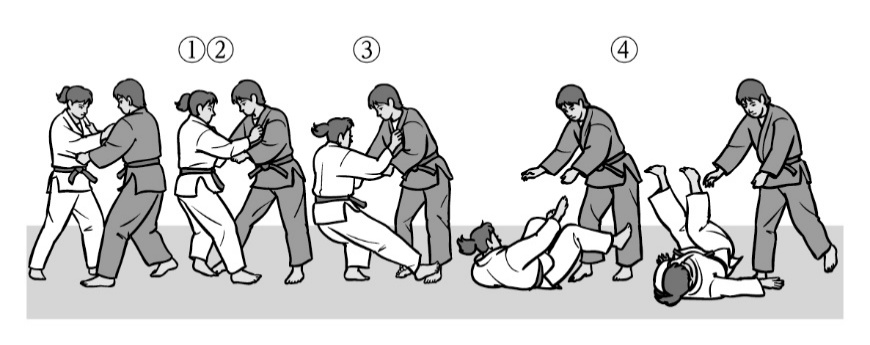 ①② ③ ④